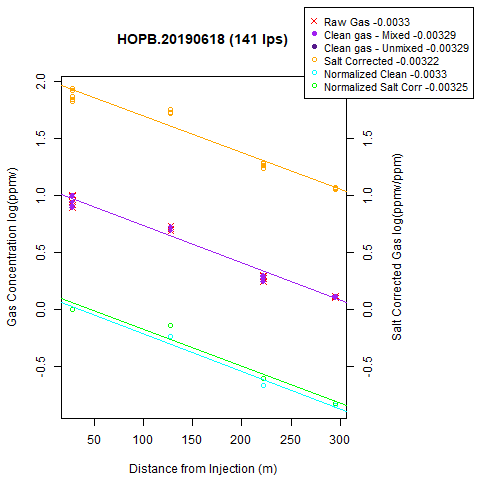 HOPB.20190618 (141 lps)
Raw Gas -0.0033
Clean gas - Mixed -0.00329
Clean gas - Unmixed -0.00329
Salt Corrected -0.00322
Normalized Clean -0.0033
Normalized Salt Corr -0.00325
Gas Concentration log(ppmv)
2.0
1.5
1.0
0.5
0.0
-0.5
1.5
1.0
0.5
0.0
-0.5
Salt Corrected Gas log(ppmv/ppm)
50 100 150 200 250 300
Distance from Injection (m)